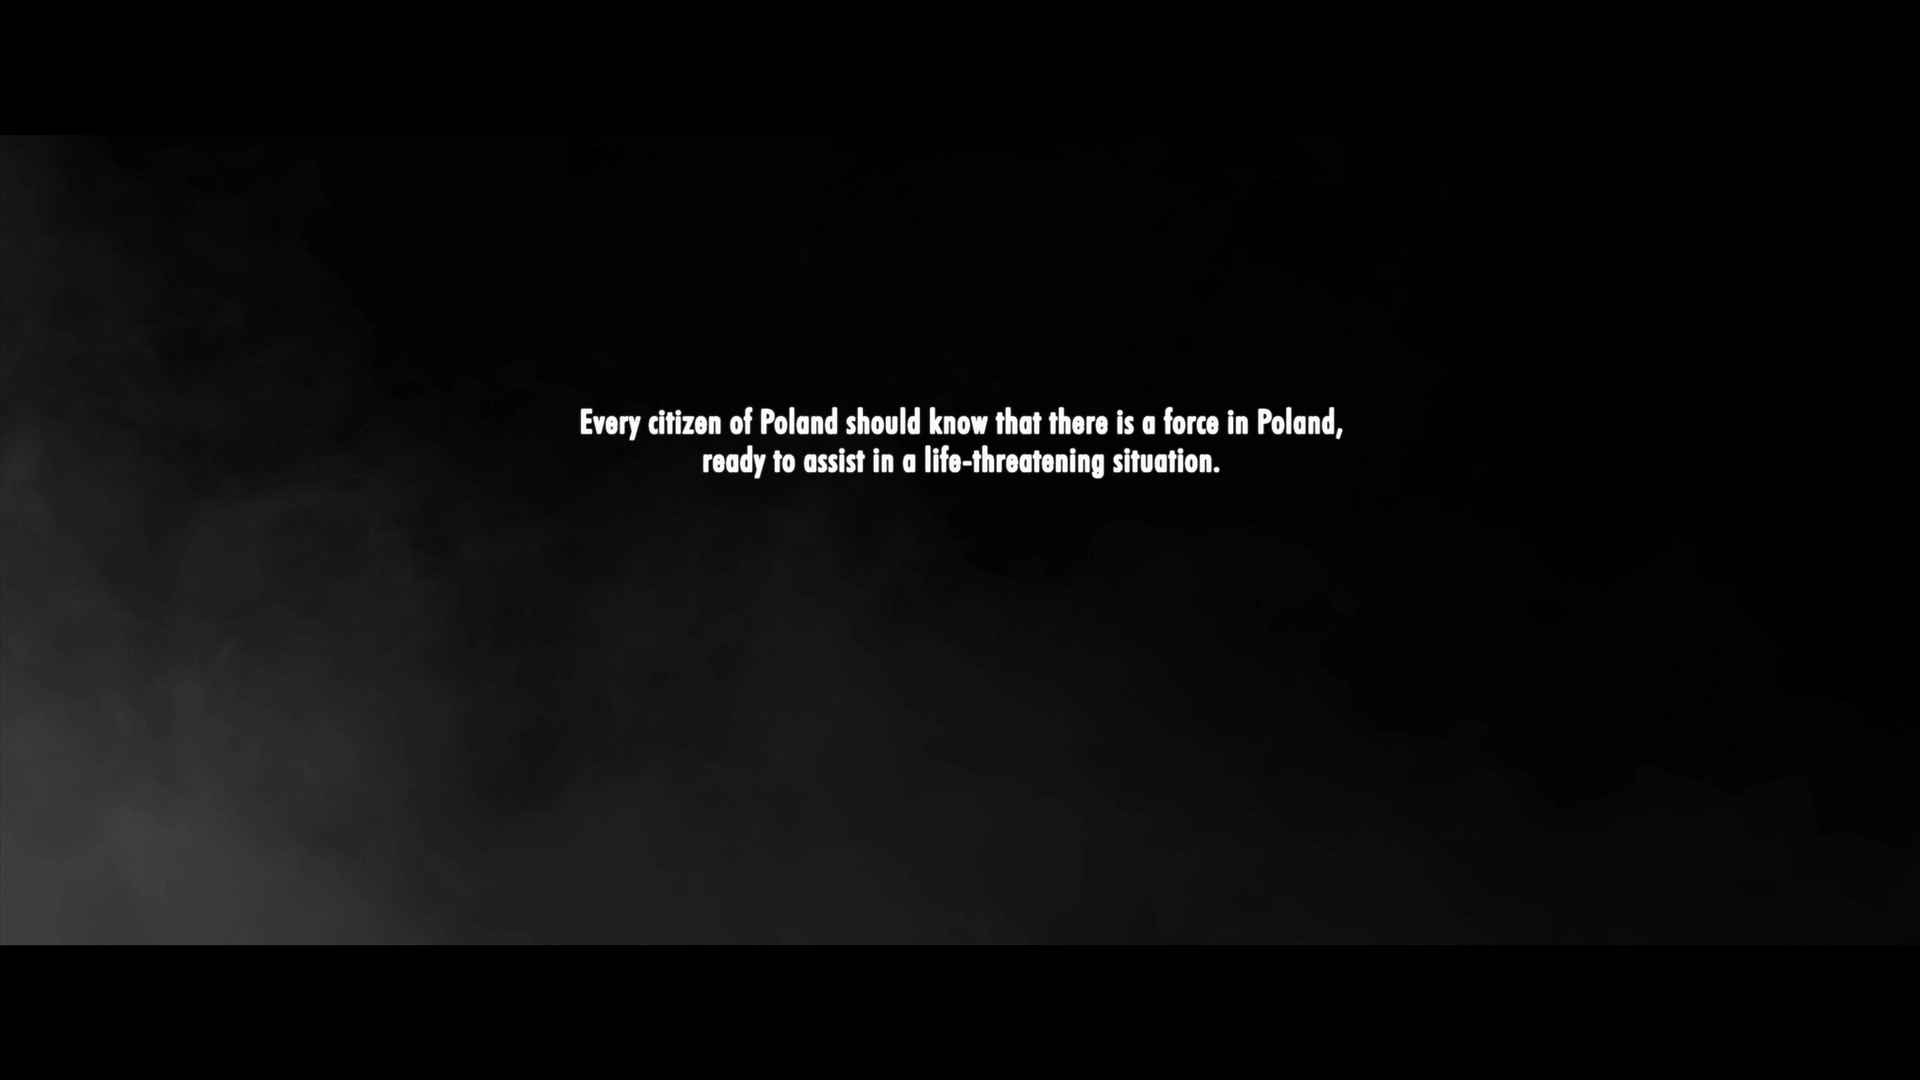 Every citizen of Poland should know that there is a force in Poland,
ready to assist in a life-threatening situation.